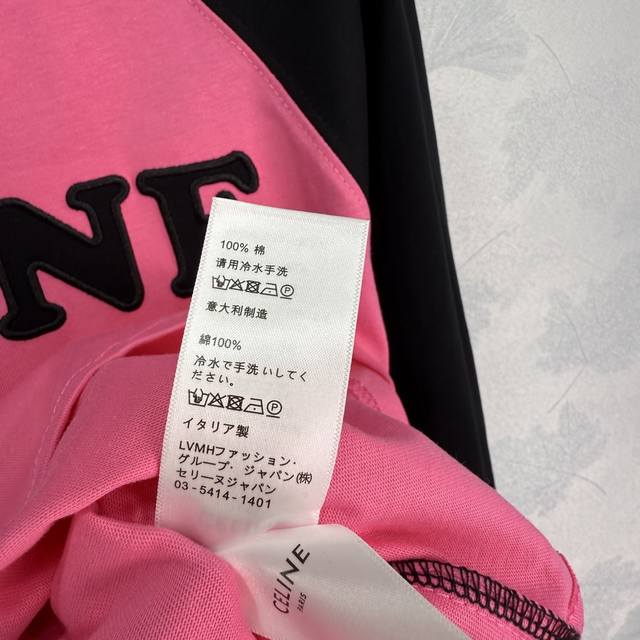 NE
100% 棉
请用冷水手洗
意大利制造
綿100%
冷水で手洗いしてく
ださい。
イタリア製
LVMHファッション・
グループ・ジャパン(株)
セリーヌジャパン
03-5414-1401
CELINE
PARIS